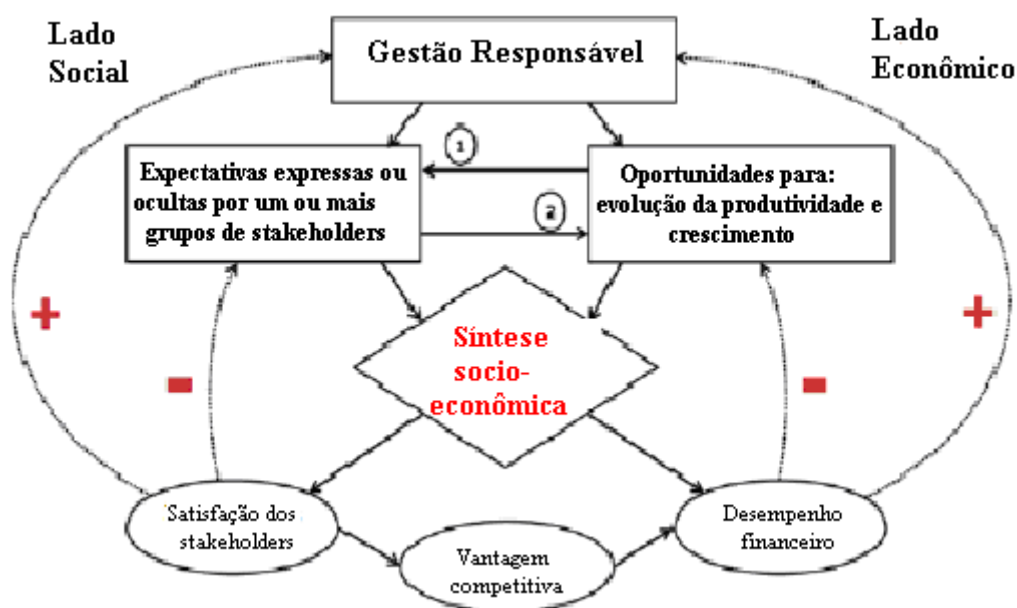 Lado
Social
Gestão Responsável
Lado
Econômico
1
Expectativas expressas ou
ocultas por um ou mais
grupos de stakeholders
Oportunidades para:
evolução da produtividade e
crescimento
2
+
+
Síntese
socio-
econômica
-
-
Satisfação dos
stakeholders
Vantagem
competitiva
Desempenho
financeiro